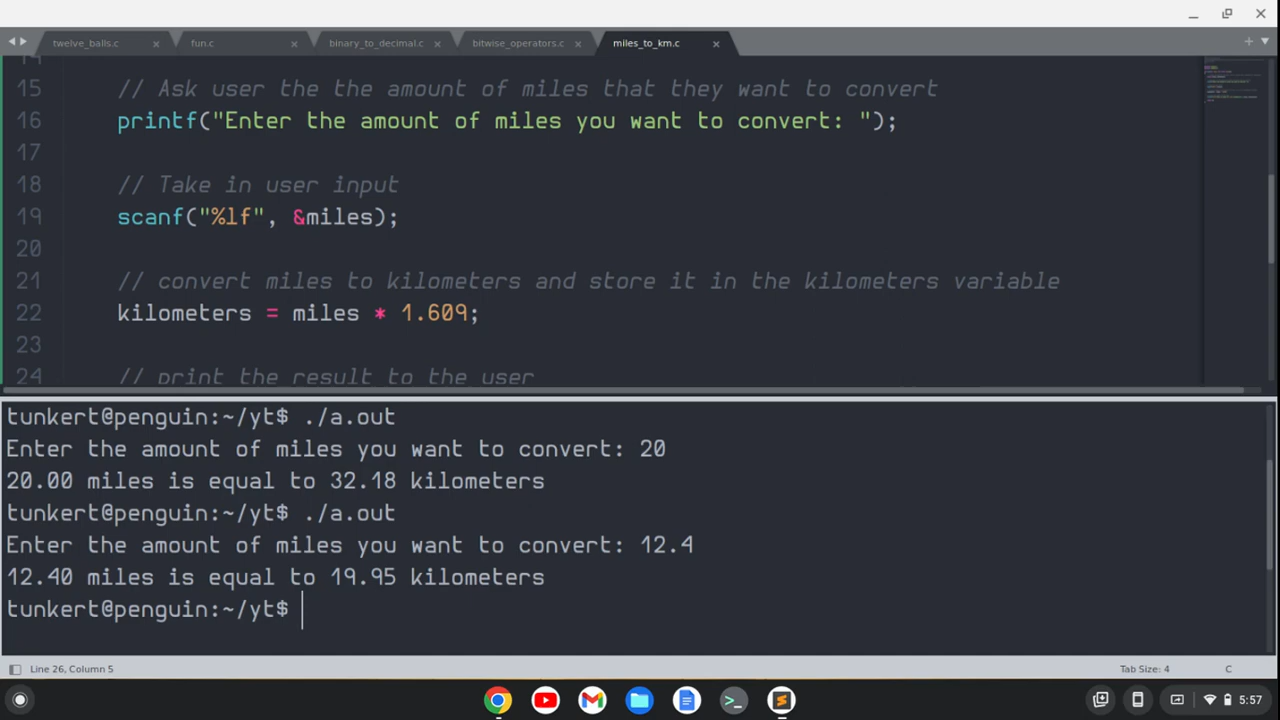 twelve_balls.c fun.c binary_to_decimal.c bitwise_operators.c miles_to_km.c
14
15 // Ask user the the amount of miles that they want to convert
16 printf("Enter the amount of miles you want to convert: ");
17
18 // Take in user input
19 scanf("%lf", &miles);
20
21 // convert miles to kilometers and store it in the kilometers variable
22 kilometers = miles * 1.609;
23
24 // print the result to the user
tunkert@penguin:~/yt$ ./a.out
Enter the amount of miles you want to convert: 20
20.00 miles is equal to 32.18 kilometers
tunkert@penguin:~/yt$ ./a.out
Enter the amount of miles you want to convert: 12.4
12.40 miles is equal to 19.95 kilometers
tunkert@penguin:~/yt$
Line 26, Column 5 Tab Size: 4 C
5:57